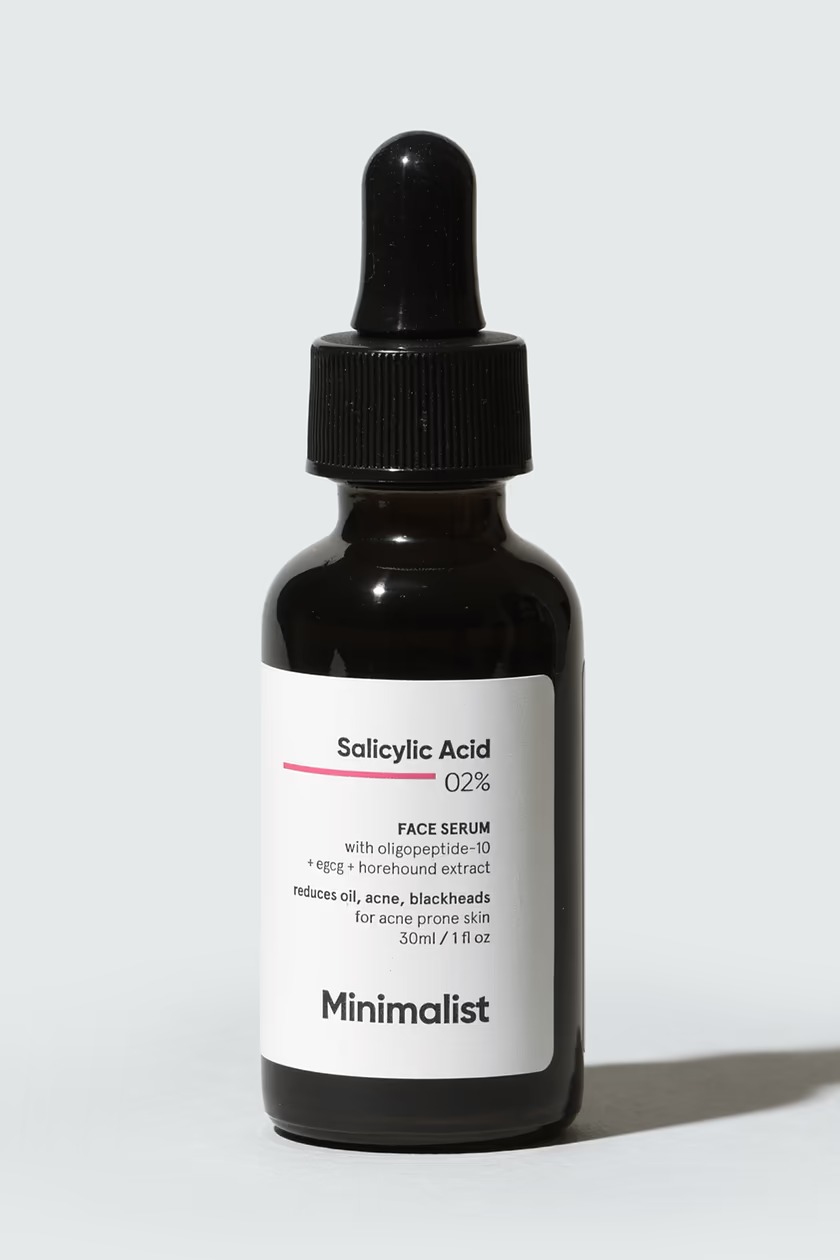 Salicylic Acid
02%
FACE SERUM
with oligopeptide-10
+ egcg + horehound extract
reduces oil, acne, blackheads
for acne prone skin
30ml / 1 fl oz
Minimalist